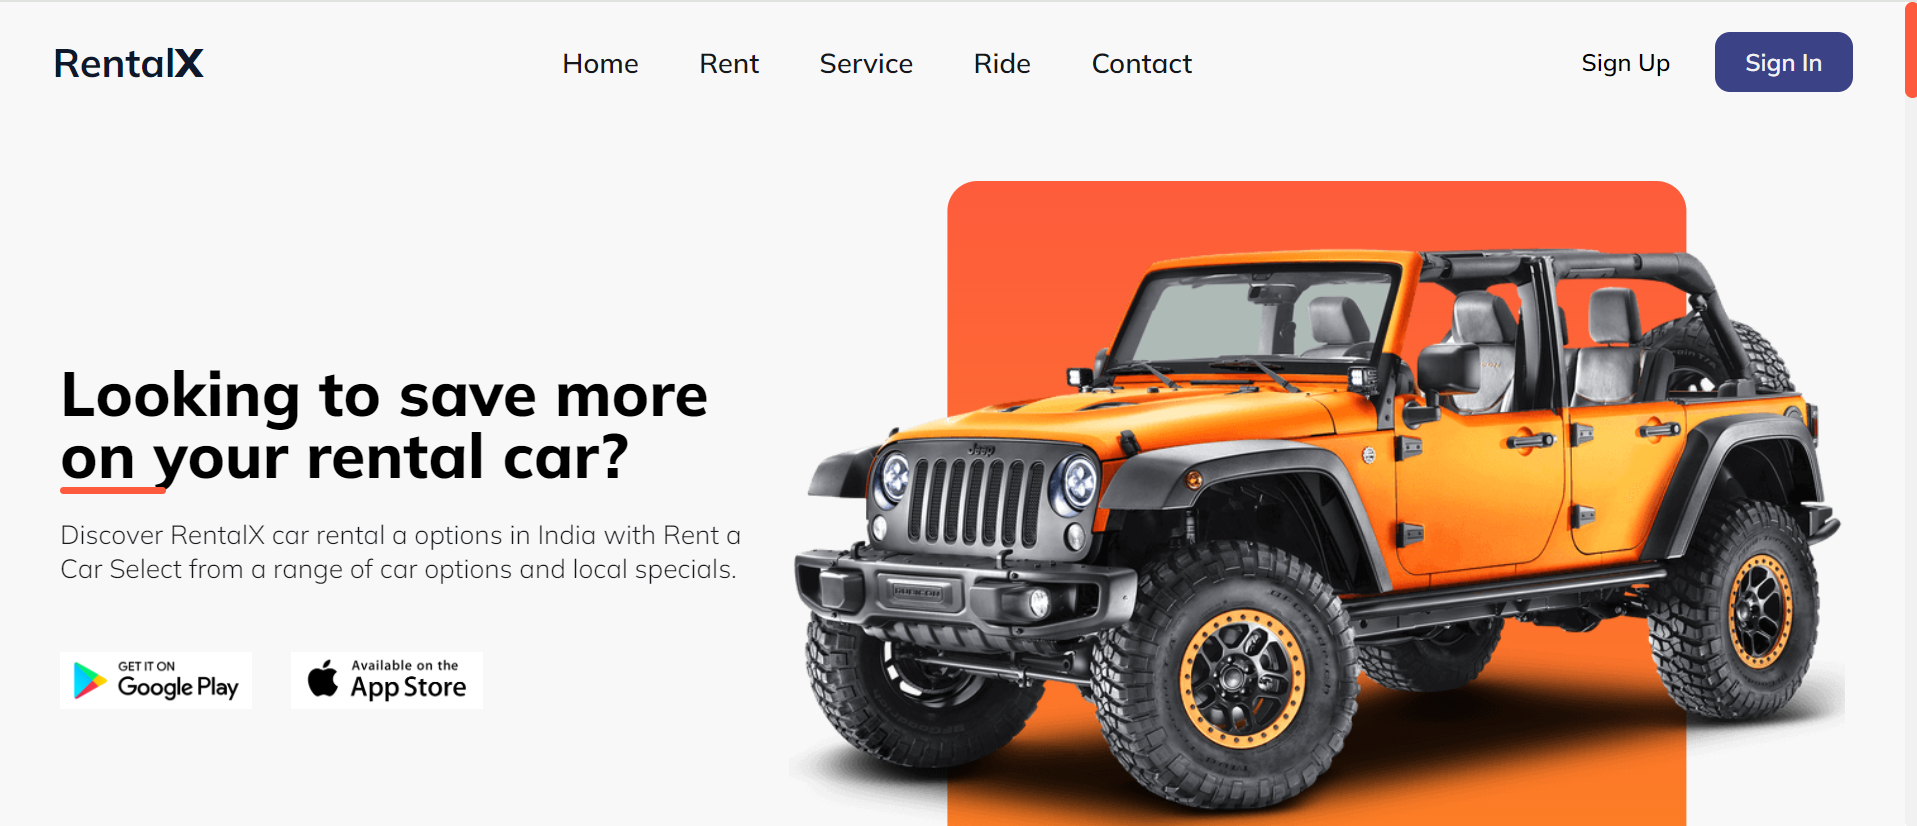 RentalX
Home Rent Service Ride Contact
Sign Up Sign In
Looking to save more
on your rental car?
Discover RentalX car rental a options in India with Rent a
Car Select from a range of car options and local specials.
GET IT ON
Google Play
Available on the
App Store
Jeep
RUBICON